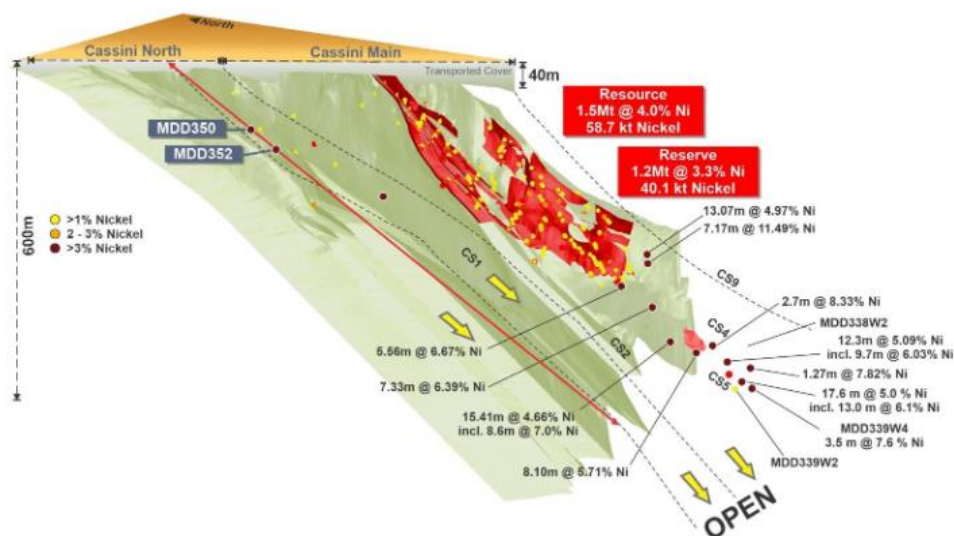 North
Cassini North
Cassini Main
Transported Cover
40m
600m
MDD350
MDD352
Resource
1.5Mt @ 4.0% Ni
58.7 kt Nickel
Reserve
1.2Mt @ 3.3% Ni
40.1 kt Nickel
>1% Nickel
2 - 3% Nickel
>3% Nickel
13.07m @ 4.97% Ni
7.17m @ 11.49% Ni
CS1
CS2
CS9
CS4
CS5
2.7m @ 8.33% Ni
MDD338W2
12.3m @ 5.09% Ni
incl. 9.7m @ 6.03% Ni
1.27m @ 7.82% Ni
17.6 m @ 5.0 % Ni
incl. 13.0 m @ 6.1% Ni
MDD339W4
3.5 m @ 7.6 % Ni
MDD339W2
5.56m @ 6.67% Ni
7.33m @ 6.39% Ni
15.41m @ 4.66% Ni
incl. 8.6m @ 7.0% Ni
8.10m @ 5.71% Ni
OPEN